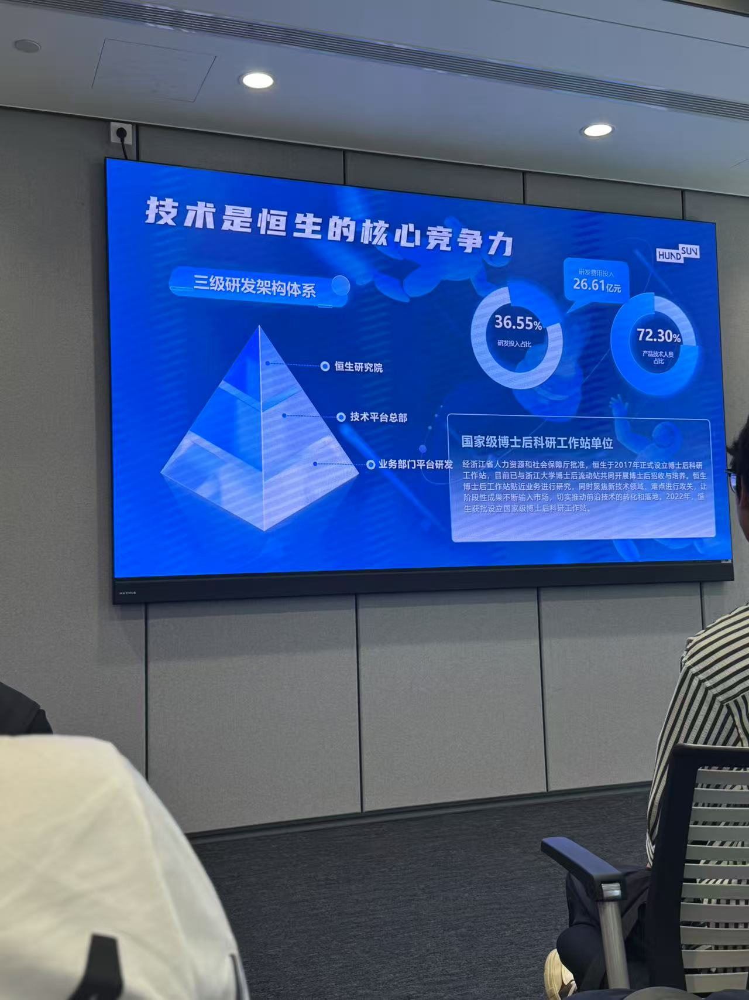 技术是恒生的核心竞争力
HUNDSUN
三级研发架构体系
恒生研究院
技术平台总部
业务部门平台研发
研发费用投入
26.61亿元
36.55%
研发投入占比
72.30%
产品技术人员
占比
国家级博士后科研工作站单位
经浙江省人力资源和社会保障厅批准，恒生于2017年正式设立博士后科研
工作站，目前已与浙江大学博士后流动站共同开展博士后招收与培养。恒生
博士后工作站贴近业务进行研究，同时聚焦新技术领域、难点进行攻关，让
阶段性成果不断输入市场，切实推动前沿技术的转化和落地。2022年，恒
生获批设立国家级博士后科研工作站。
MAXHUB